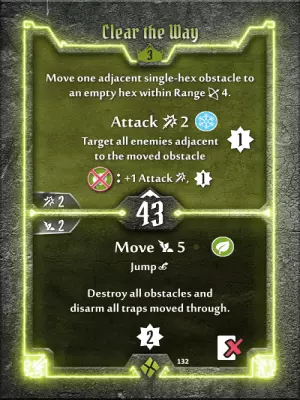 Clear the Way
3
Move one adjacent single-hex obstacle to
an empty hex within Range 4.
Attack 2
Target all enemies adjacent
to the moved obstacle
1
: +1 Attack , 1
2
43
2
Move 5
Jump
Destroy all obstacles and
disarm all traps moved through.
2
132